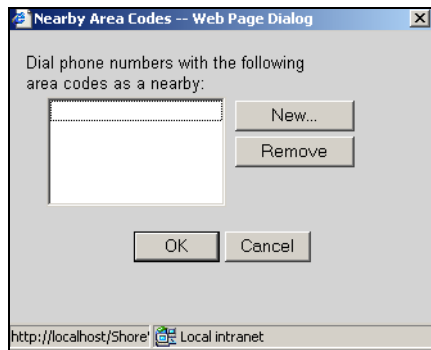 Nearby Area Codes -- Web Page Dialog
Dial phone numbers with the following
area codes as a nearby:
New...
Remove
OK
Cancel
http://localhost/Shore'
Local intranet